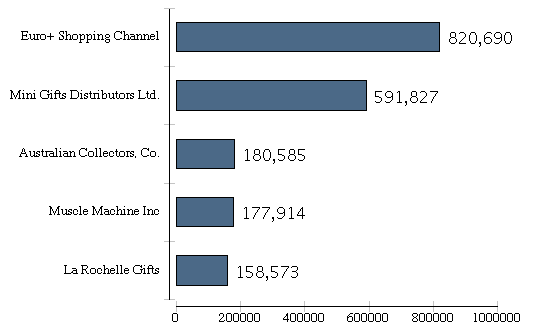 Euro+ Shopping Channel 820,690
Mini Gifts Distributors Ltd. 591,827
Australian Collectors, Co. 180,585
Muscle Machine Inc 177,914
La Rochelle Gifts 158,573
0 200000 400000 600000 800000 1000000